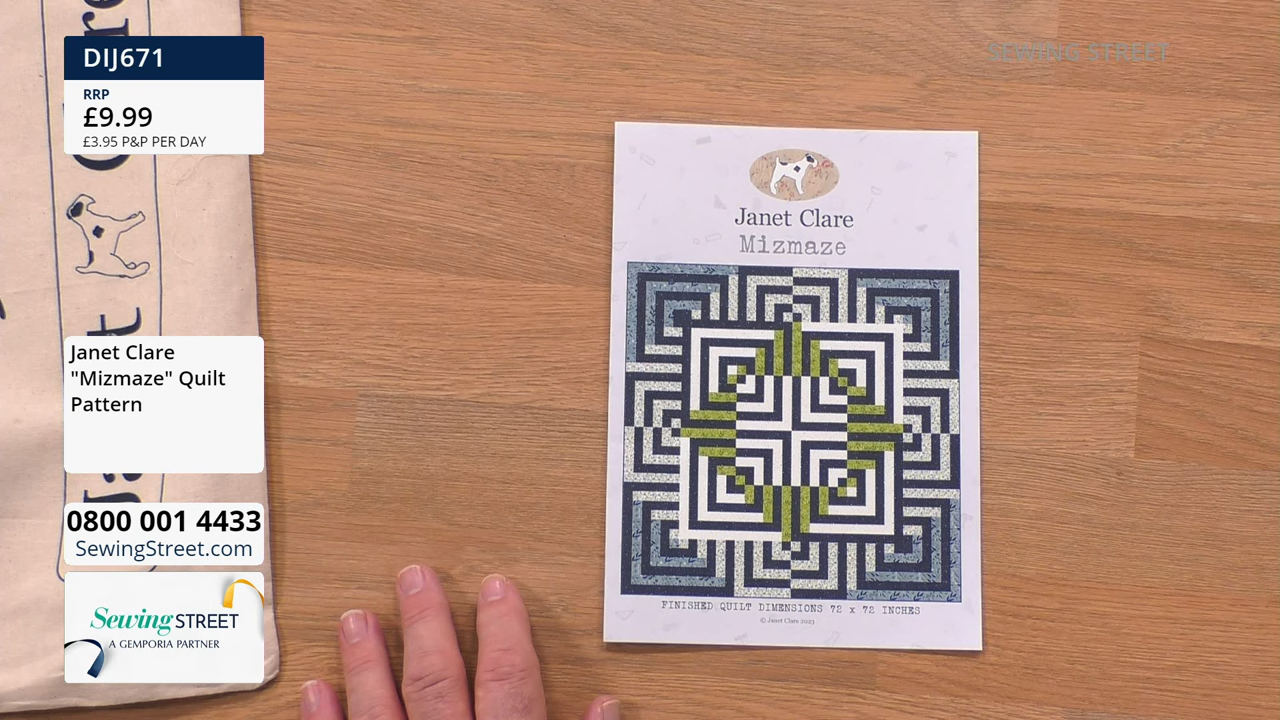 DIJ671
RRP
£9.99
£3.95 P&P PER DAY
Janet Clare
"Mizmaze" Quilt
Pattern
0800 001 4433
SewingStreet.com
Sewing STREET
A GEMPORIA PARTNER
SEWING STREET
Janet Clare
Mizmaze
FINISHED QUILT DIMENSIONS 72 x 72 INCHES
© Janet Clare 2023